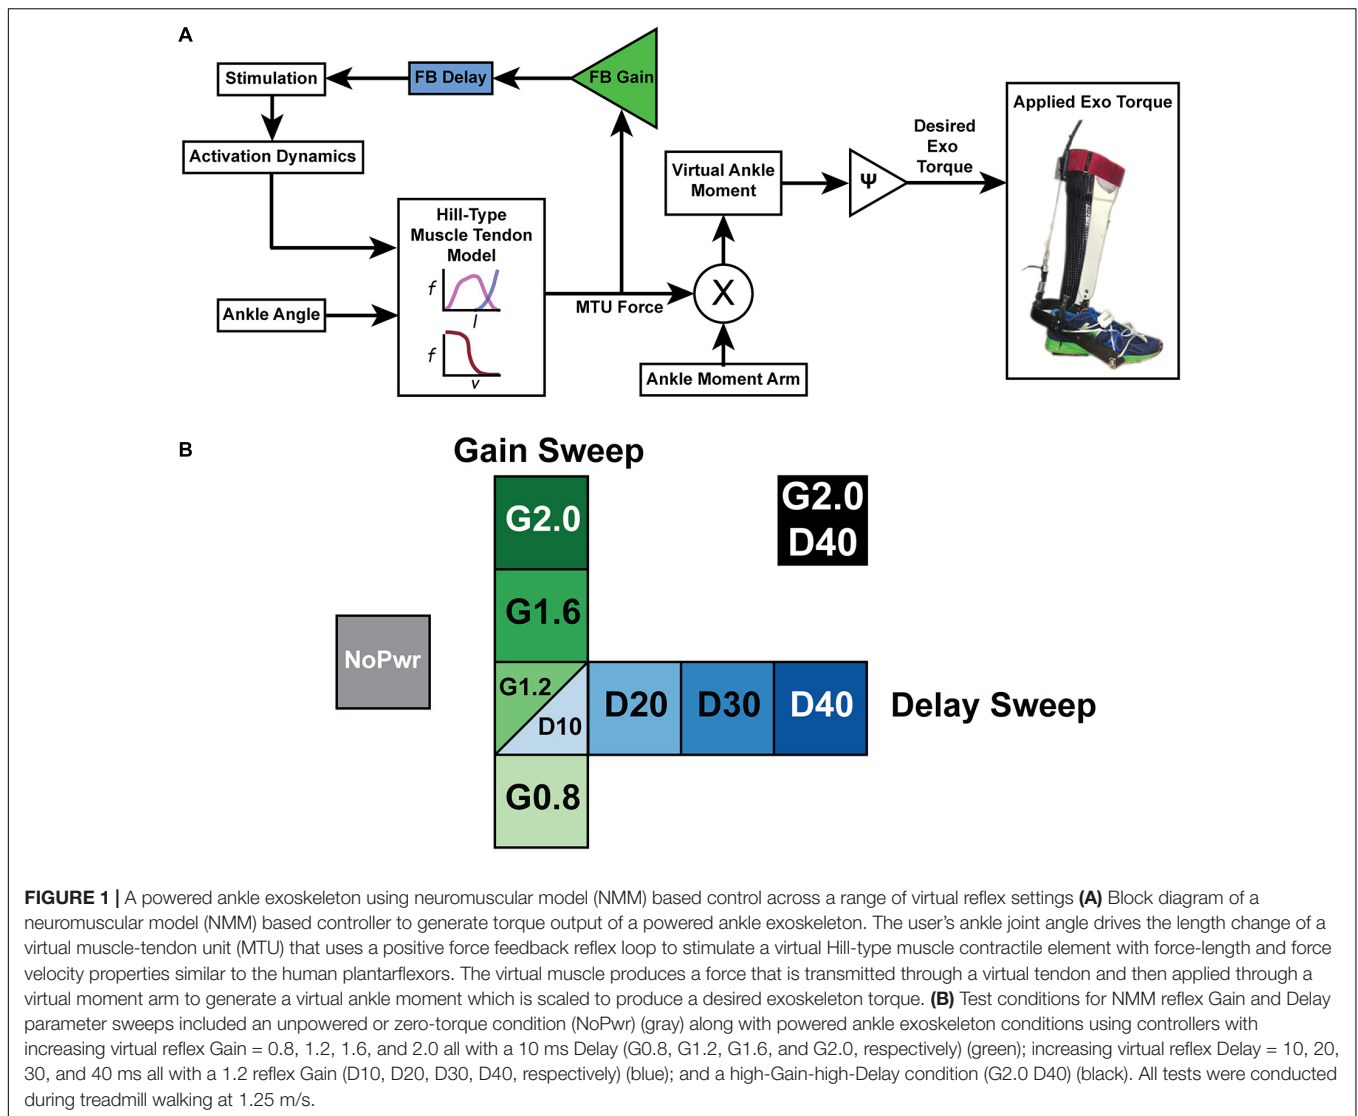 A
Stimulation
FB Delay
FB Gain
Activation Dynamics
Hill-Type
Muscle Tendon
Model
f
l
f
v
Ankle Angle
MTU Force
Virtual Ankle
Moment
X
Ankle Moment Arm
Ψ
Desired
Exo
Torque
Applied Exo Torque
B
Gain Sweep
G2.0
G1.6
G1.2
D10
D20
D30
D40
Delay Sweep
G0.8
NoPwr
G2.0
D40
FIGURE 1 | A powered ankle exoskeleton using neuromuscular model (NMM) based control across a range of virtual reflex settings (A) Block diagram of a
neuromuscular model (NMM) based controller to generate torque output of a powered ankle exoskeleton. The user's ankle joint angle drives the length change of a
virtual muscle-tendon unit (MTU) that uses a positive force feedback reflex loop to stimulate a virtual Hill-type muscle contractile element with force-length and force
velocity properties similar to the human plantarflexors. The virtual muscle produces a force that is transmitted through a virtual tendon and then applied through a
virtual moment arm to generate a virtual ankle moment which is scaled to produce a desired exoskeleton torque. (B) Test conditions for NMM reflex Gain and Delay
parameter sweeps included an unpowered or zero-torque condition (NoPwr) (gray) along with powered ankle exoskeleton conditions using controllers with
increasing virtual reflex Gain = 0.8, 1.2, 1.6, and 2.0 all with a 10 ms Delay (G0.8, G1.2, G1.6, and G2.0, respectively) (green); increasing virtual reflex Delay = 10, 20,
30, and 40 ms all with a 1.2 reflex Gain (D10, D20, D30, D40, respectively) (blue); and a high-Gain-high-Delay condition (G2.0 D40) (black). All tests were conducted
during treadmill walking at 1.25 m/s.